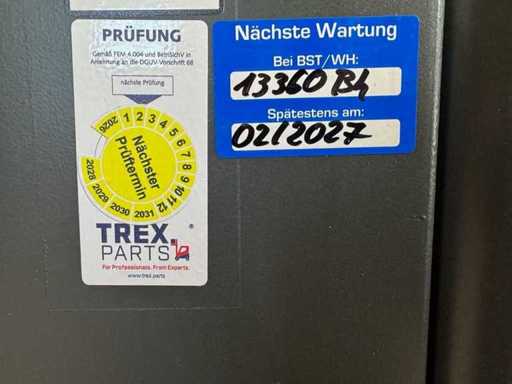 PRÜFUNG
Gemäß FEM 4.004 und BetrSichV in
Anlehnung an die DGUV-Vorschrift 68
nächste Prüfung
2026 1 2 3 4 5 6 7 8 9 10 11 12
2028 2029 2030 2031
Nächster
Prüftermin
TREX.
PARTS
For Professionals. From Experts.
www.trex.parts
Nächste Wartung
Bei BST/WH:
13360 Bh
Spätestens am:
02/2027